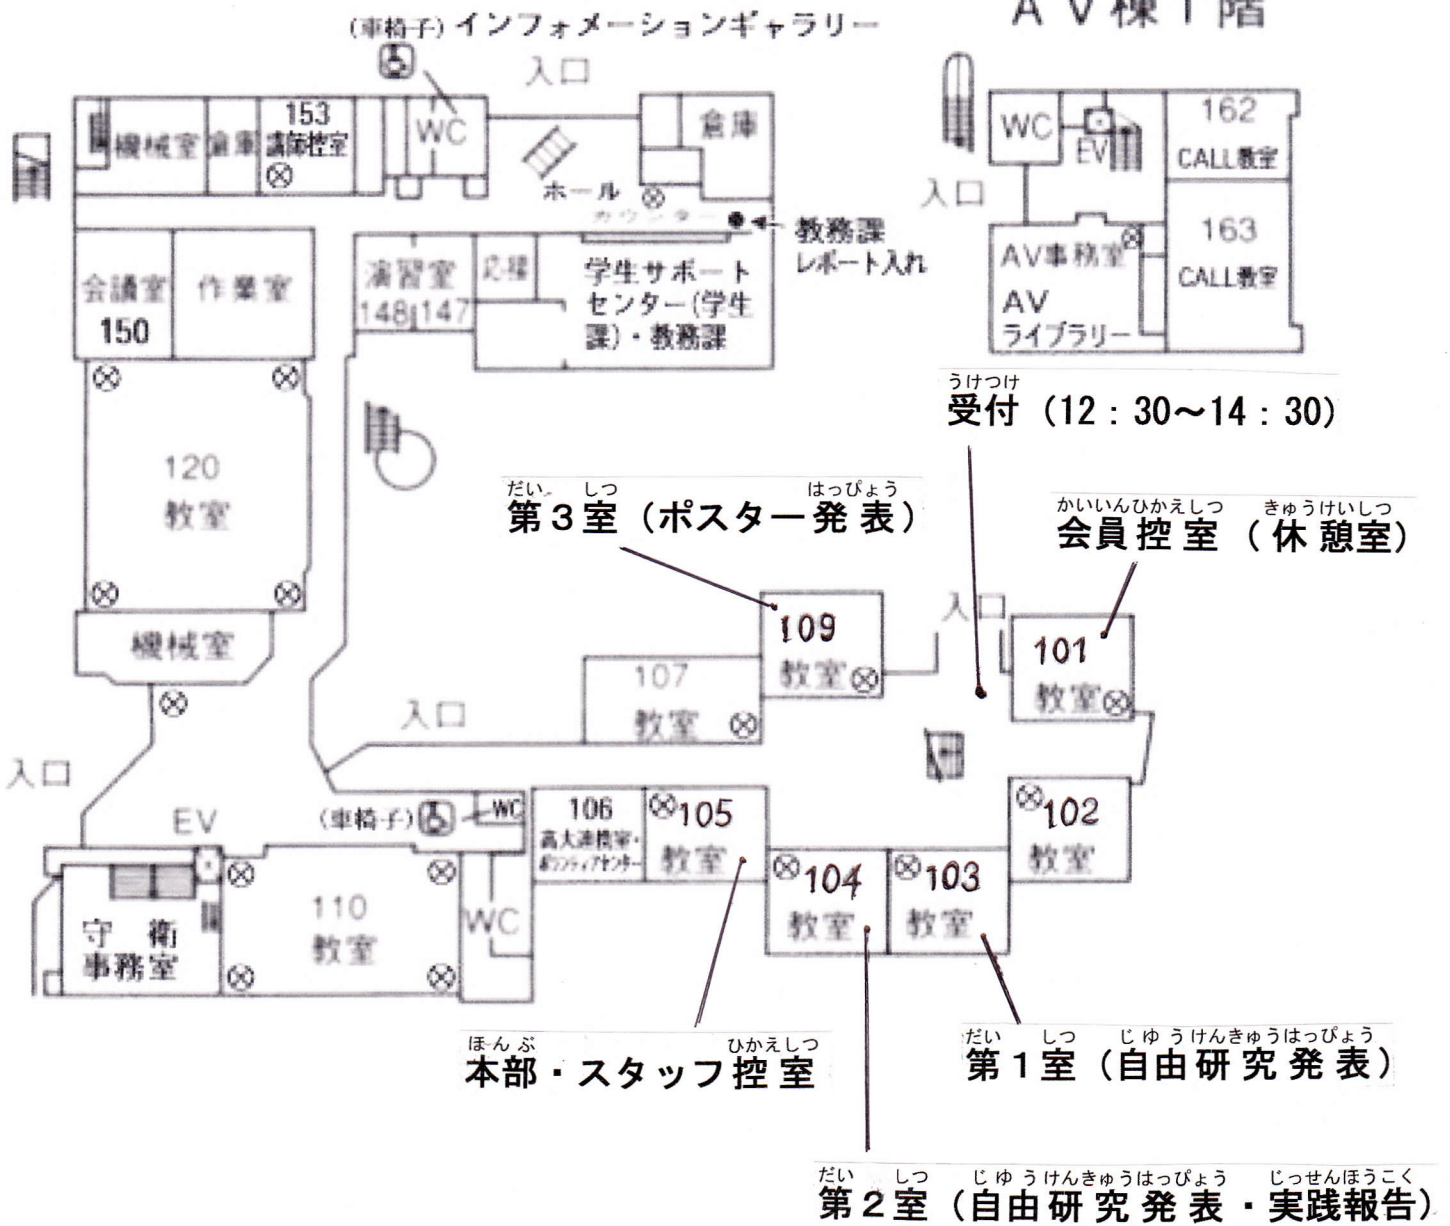 (車椅子) インフォメーションギャラリー
入口
機械室
倉庫
153
講師控室
WC
ホール
倉庫
カウンター
教務課
レポート入れ
会議室
150
作業室
演習室
148 147
応接
学生サポート
センター(学生
課)・教務課
AV棟1階
WC
EV
162
CALL教室
入口
163
CALL教室
AV事務室
AV
ライブラリー
うけつけ
受付 (12:30～14:30)
120
教室
だい しつ はっぴょう
第3室 (ポスター発表)
かいいんひかえしつ きゅうけいしつ
会員控室 (休憩室)
機械室
109
教室
入口
101
教室
107
教室
入口
入口
EV
(車椅子)
WC
106
高大連携室・
ボランティアセンター
105
教室
102
教室
104
教室
103
教室
守衛
事務室
110
教室
WC
ほんぶ ひかえしつ
本部・スタッフ控室
だい しつ じゆうけんきゅうはっぴょう
第1室 (自由研究発表)
だい しつ じゆうけんきゅうはっぴょう じっせんほうこく
第2室 (自由研究発表・実践報告)